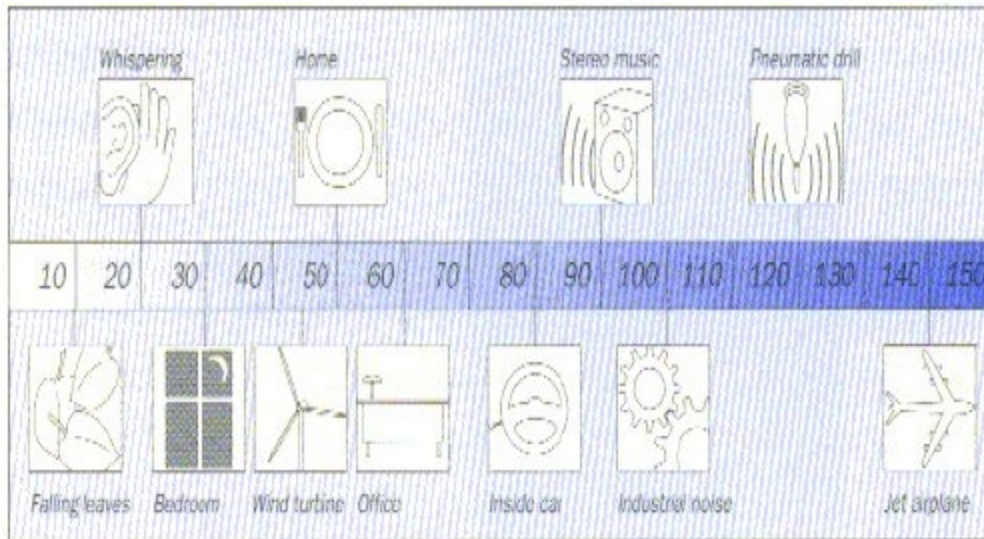 Whispering Home Stereo music Pneumatic drill
10 20 30 40 50 60 70 80 90 100 110 120 130 140 150
Falling leaves Bedroom Wind turbine Office Inside car Industrial noise Jet airplane